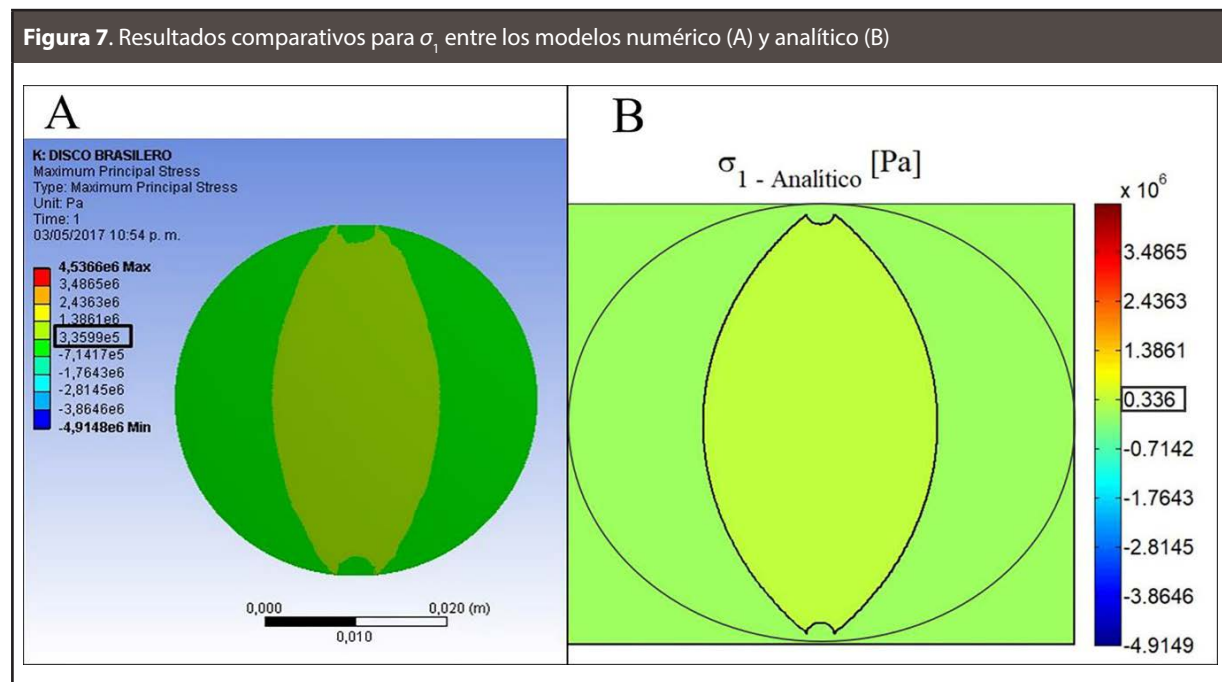 Figura 7. Resultados comparativos para σ₁ entre los modelos numérico (A) y analítico (B)
A
K: DISCO BRASILERO
Maximum Principal Stress
Type: Maximum Principal Stress
Unit: Pa
Time: 1
03/05/2017 10:54 p. m.
4,5366e6 Max
3,4865e6
2,4363e6
1,3861e6
3,3599e5
-7,1417e5
-1,7643e6
-2,8145e6
-3,8646e6
-4,9148e6 Min
0,000
0,020 (m)
0,010
B
σ1 - Analítico [Pa]
x 10⁶
3.4865
2.4363
1.3861
0.336
-0.7142
-1.7643
-2.8145
-3.8646
-4.9149